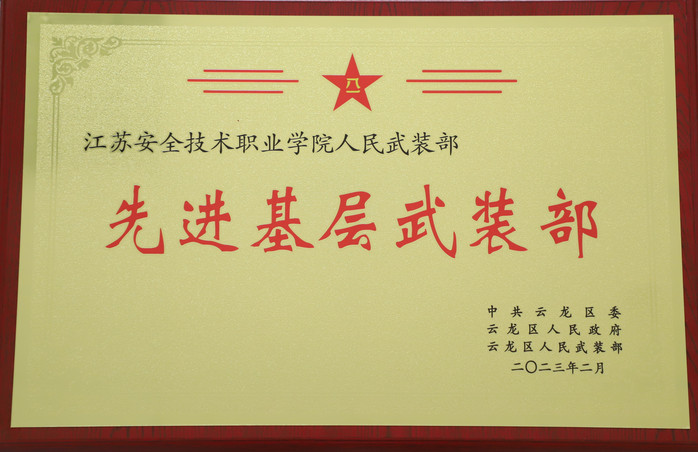 八一
江苏安全技术职业学院人民武装部
先进基层武装部
中共云龙区委
云龙区人民政府
云龙区人民武装部
二〇二三年二月